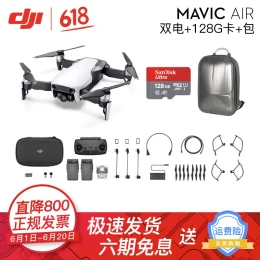 dji 618
MAVIC AIR
双电+128G卡+包
SanDisk
Ultra
128GB
直降800
正规发票
6月1日-6月20日
极速发货
六期免息
送
运费险